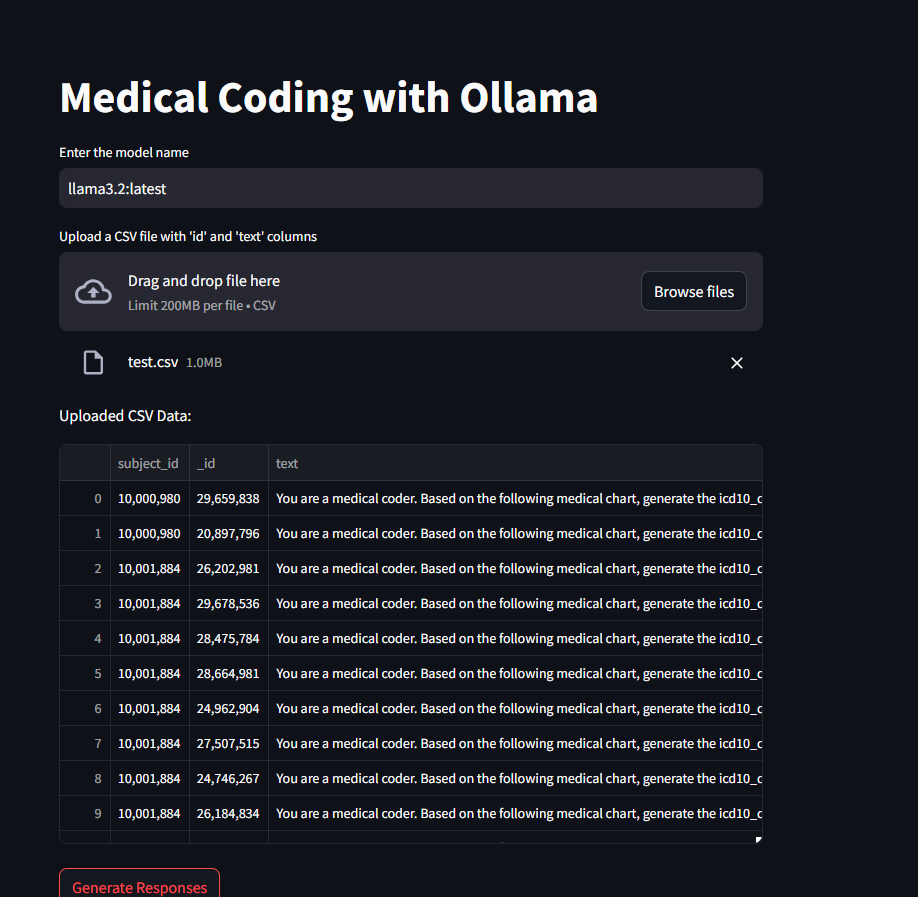 Medical Coding with Ollama
Enter the model name
llama3.2:latest
Upload a CSV file with 'id' and 'text' columns
Drag and drop file here
Limit 200MB per file • CSV
Browse files
test.csv 1.0MB
Uploaded CSV Data:
subject_id _id text
0 10,000,980 29,659,838 You are a medical coder. Based on the following medical chart, generate the icd10_c
1 10,000,980 20,897,796 You are a medical coder. Based on the following medical chart, generate the icd10_c
2 10,001,884 26,202,981 You are a medical coder. Based on the following medical chart, generate the icd10_c
3 10,001,884 29,678,536 You are a medical coder. Based on the following medical chart, generate the icd10_c
4 10,001,884 28,475,784 You are a medical coder. Based on the following medical chart, generate the icd10_c
5 10,001,884 28,664,981 You are a medical coder. Based on the following medical chart, generate the icd10_c
6 10,001,884 24,962,904 You are a medical coder. Based on the following medical chart, generate the icd10_c
7 10,001,884 27,507,515 You are a medical coder. Based on the following medical chart, generate the icd10_c
8 10,001,884 24,746,267 You are a medical coder. Based on the following medical chart, generate the icd10_c
9 10,001,884 26,184,834 You are a medical coder. Based on the following medical chart, generate the icd10_c
Generate Responses